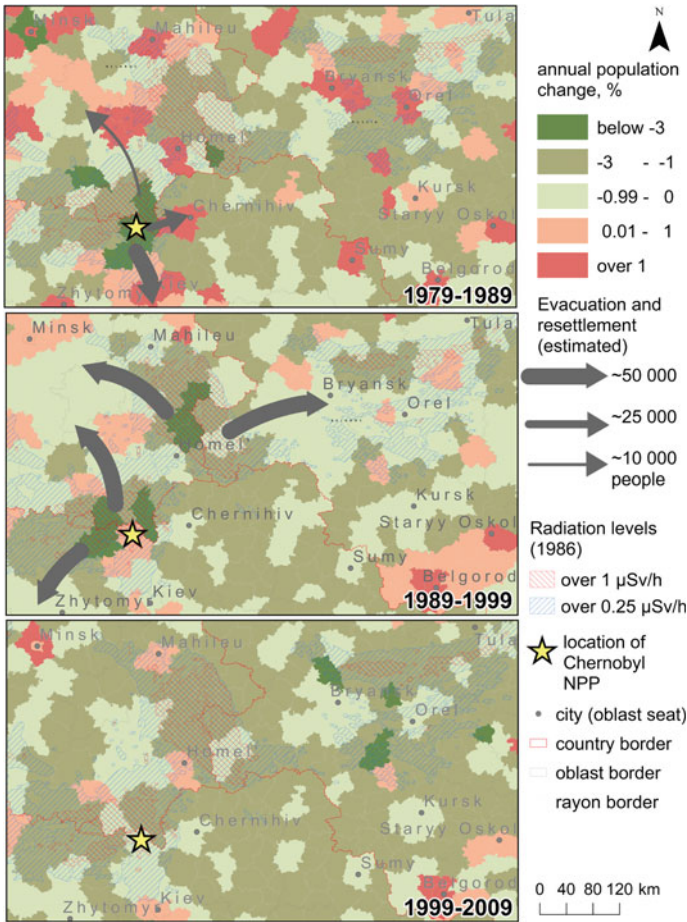 Minsk
Mahileu
Tula
Bryansk
Orel
Homel'
Chernihiv
Kursk
Staryy Oskol
Sumy
Belgorod
Zhytomyr
Kiev
1979-1989
Minsk
Mahileu
Tula
Bryansk
Orel
Homel'
Chernihiv
Kursk
Staryy Oskol
Sumy
Belgorod
Zhytomyr
Kiev
1989-1999
Minsk
Mahileu
Tula
Bryansk
Orel
Homel'
Chernihiv
Kursk
Staryy Oskol
Sumy
Belgorod
Zhytomyr
Kiev
1999-2009
N
annual population
change, %
below -3
-3 - -1
-0.99 - 0
0.01 - 1
over 1
Evacuation and
resettlement
(estimated)
~50 000
~25 000
~10 000
people
Radiation levels
(1986)
over 1 µSv/h
over 0.25 µSv/h
location of
Chernobyl
NPP
city (oblast seat)
country border
oblast border
rayon border
0 40 80 120 km